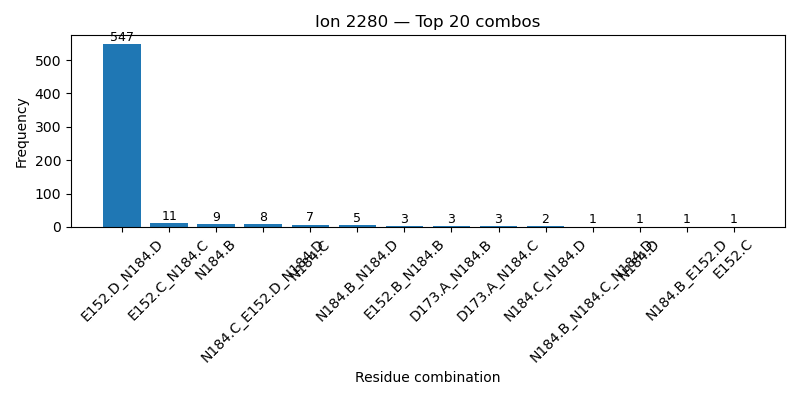 Ion 2280 — Top 20 combos
Frequency
500
400
300
200
100
0
547
11
9
8
7
5
3
3
3
2
1
1
1
1
E152.D_N184.D
E152.C_N184.C
N184.B
N184.C_E152.D_N184.D
N184.C
N184.B_N184.D
E152.B_N184.B
D173.A_N184.B
D173.A_N184.C
N184.C_N184.D
N184.B_N184.C_N184.D
N184.D
N184.B_E152.D
E152.C
Residue combination